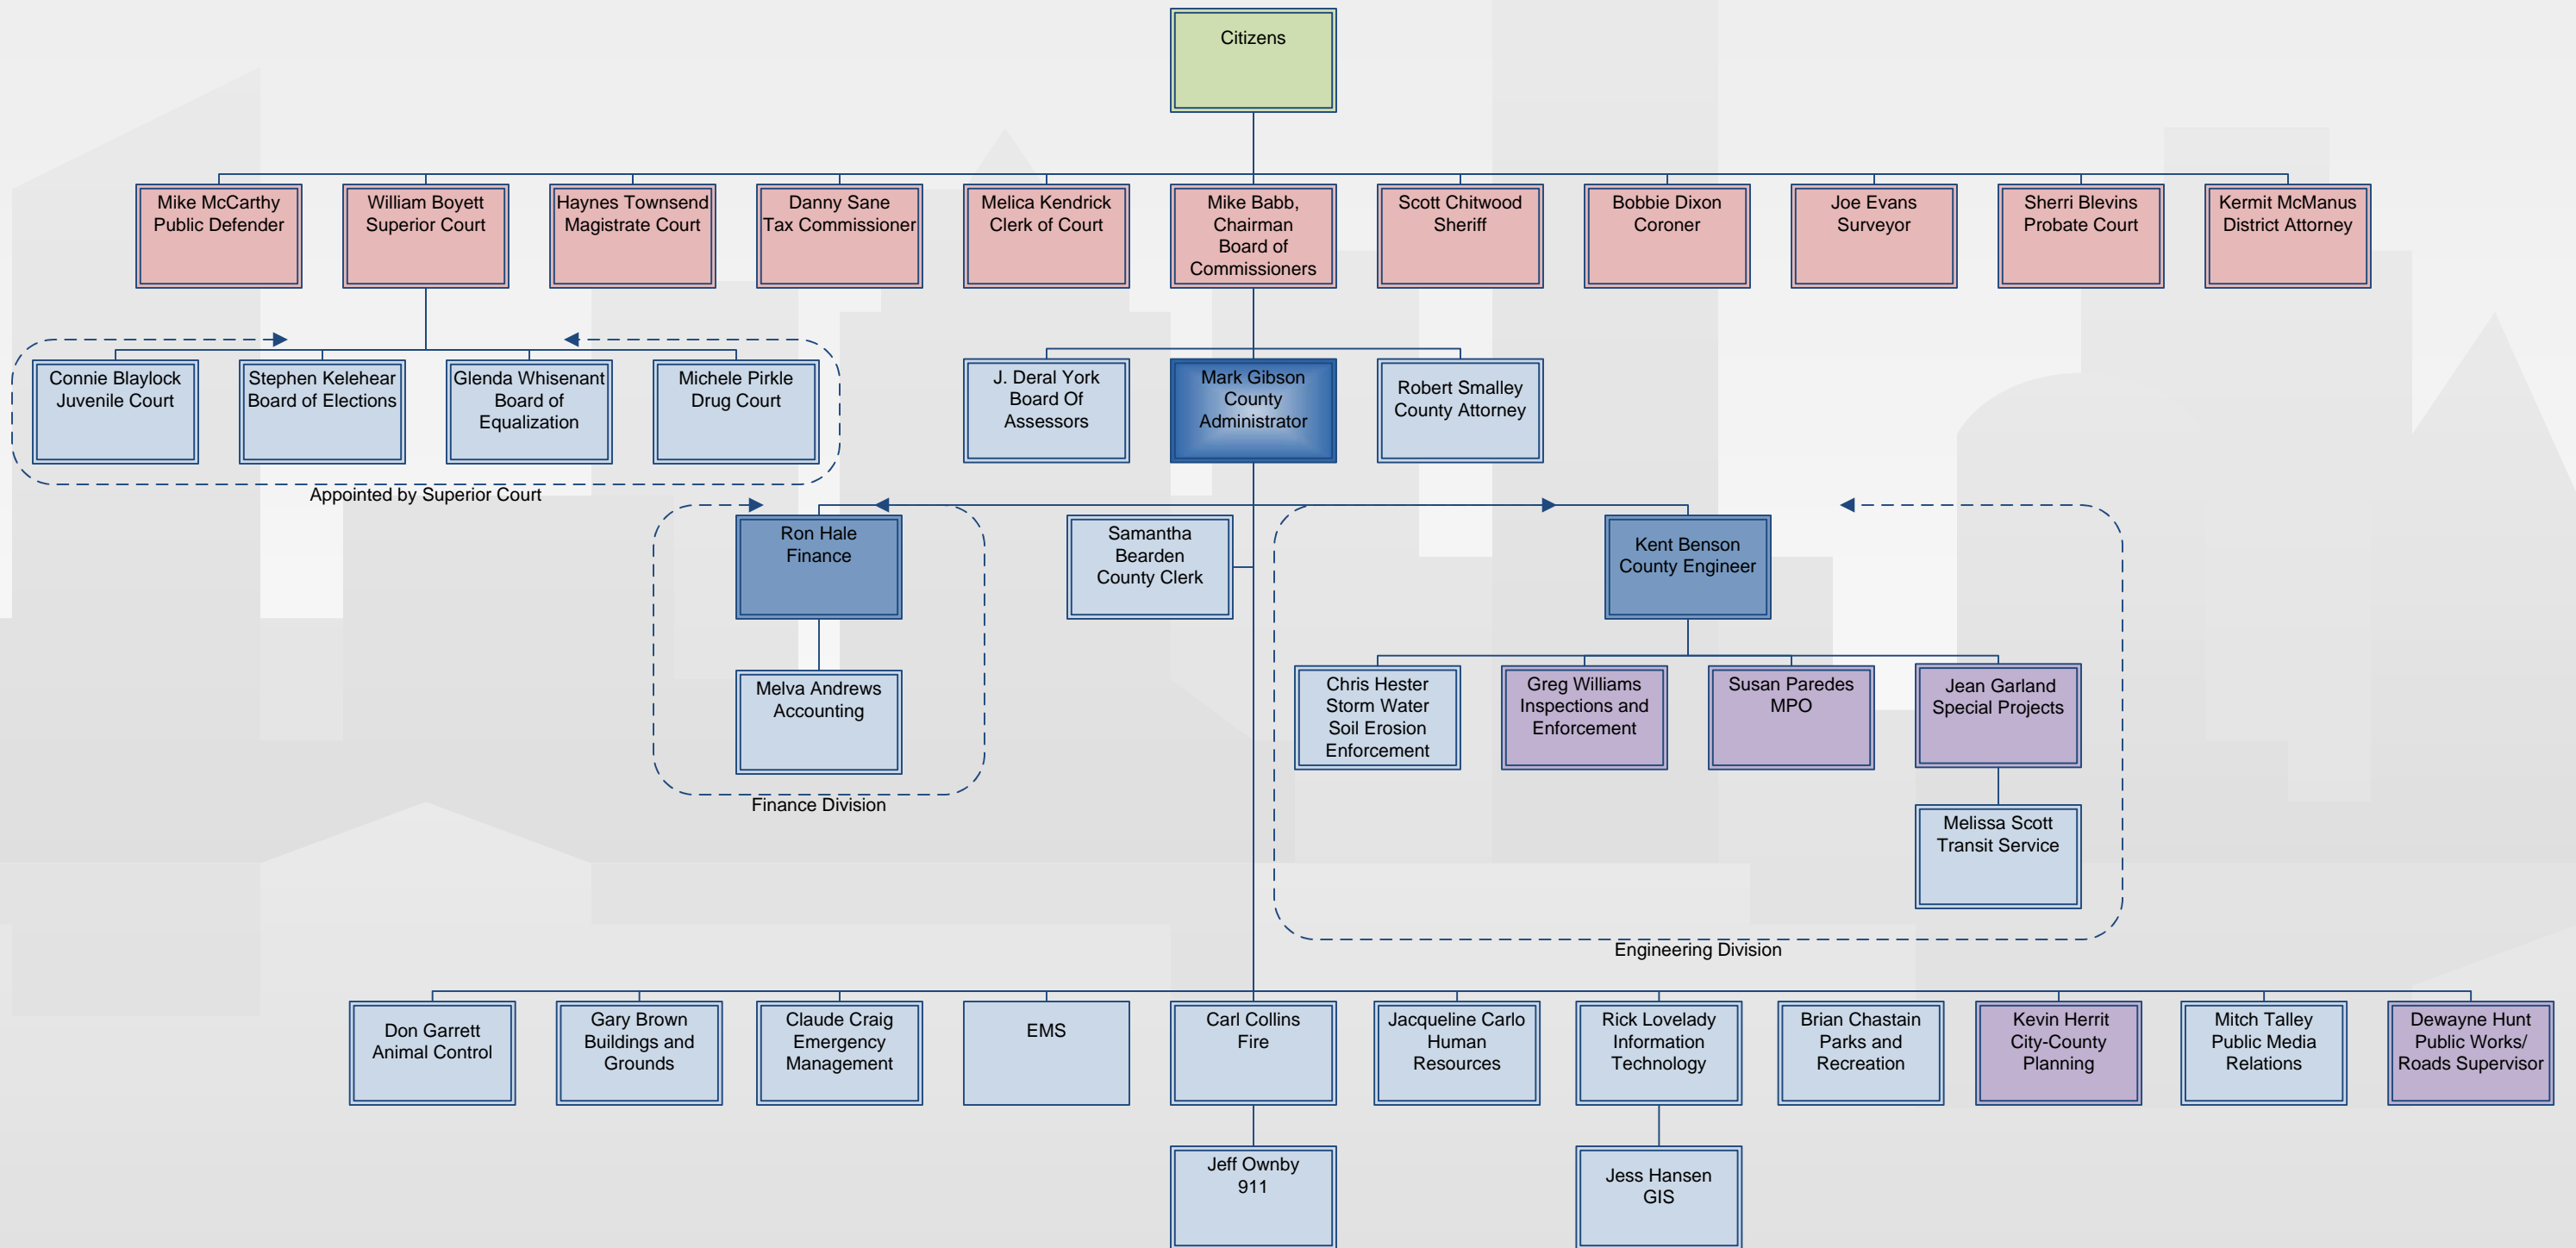 Citizens
Mike McCarthy
Public Defender
William Boyett
Superior Court
Haynes Townsend
Magistrate Court
Danny Sane
Tax Commissioner
Melica Kendrick
Clerk of Court
Mike Babb,
Chairman
Board of
Commissioners
Scott Chitwood
Sheriff
Bobbie Dixon
Coroner
Joe Evans
Surveyor
Sherri Blevins
Probate Court
Kermit McManus
District Attorney
Connie Blaylock
Juvenile Court
Stephen Kelehear
Board of Elections
Glenda Whisenant
Board of
Equalization
Michele Pirkle
Drug Court
Appointed by Superior Court
J. Deral York
Board Of
Assessors
Mark Gibson
County
Administrator
Robert Smalley
County Attorney
Ron Hale
Finance
Melva Andrews
Accounting
Finance Division
Samantha
Bearden
County Clerk
Kent Benson
County Engineer
Chris Hester
Storm Water
Soil Erosion
Enforcement
Greg Williams
Inspections and
Enforcement
Susan Paredes
MPO
Jean Garland
Special Projects
Melissa Scott
Transit Service
Engineering Division
Don Garrett
Animal Control
Gary Brown
Buildings and
Grounds
Claude Craig
Emergency
Management
EMS
Carl Collins
Fire
Jacqueline Carlo
Human
Resources
Rick Lovelady
Information
Technology
Brian Chastain
Parks and
Recreation
Kevin Herrit
City-County
Planning
Mitch Talley
Public Media
Relations
Dewayne Hunt
Public Works/
Roads Supervisor
Jeff Ownby
911
Jess Hansen
GIS